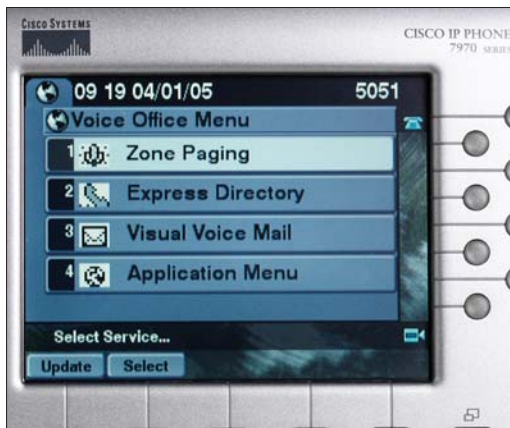 CISCO SYSTEMS
CISCO IP PHONE
7970 SERIES
09 19 04/01/05 5051
Voice Office Menu
1 Zone Paging
2 Express Directory
3 Visual Voice Mail
4 Application Menu
Select Service...
Update Select